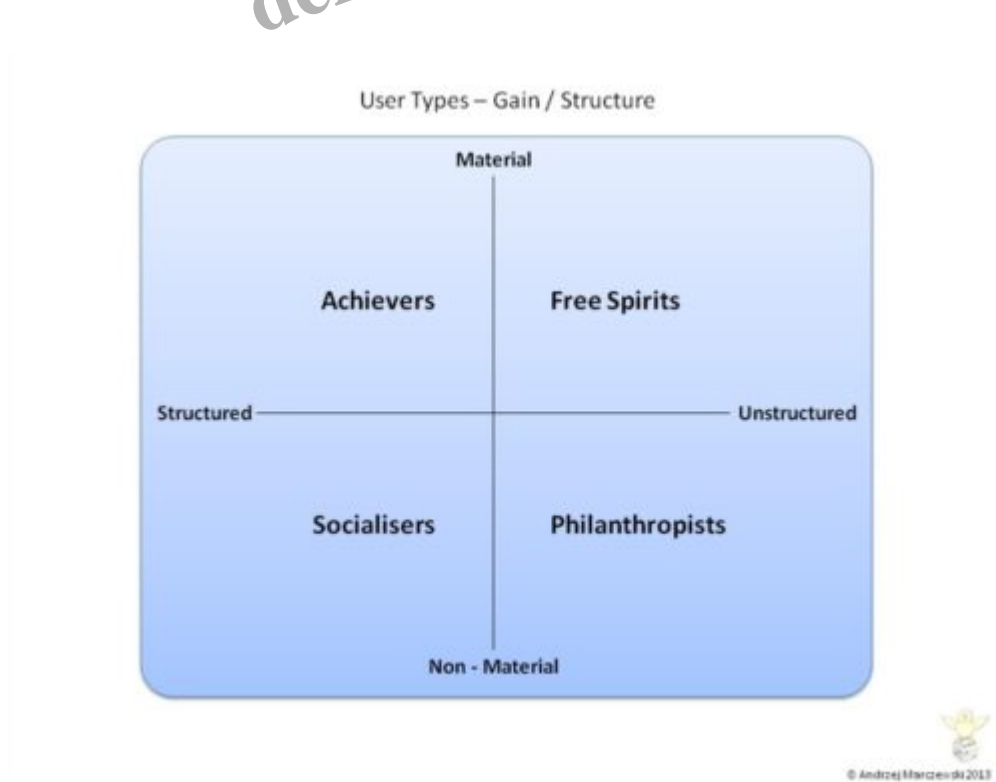 User Types – Gain / Structure
Material
Achievers
Free Spirits
Structured
Unstructured
Socialisers
Philanthropists
Non - Material
© Andrzej Marczewski 2013